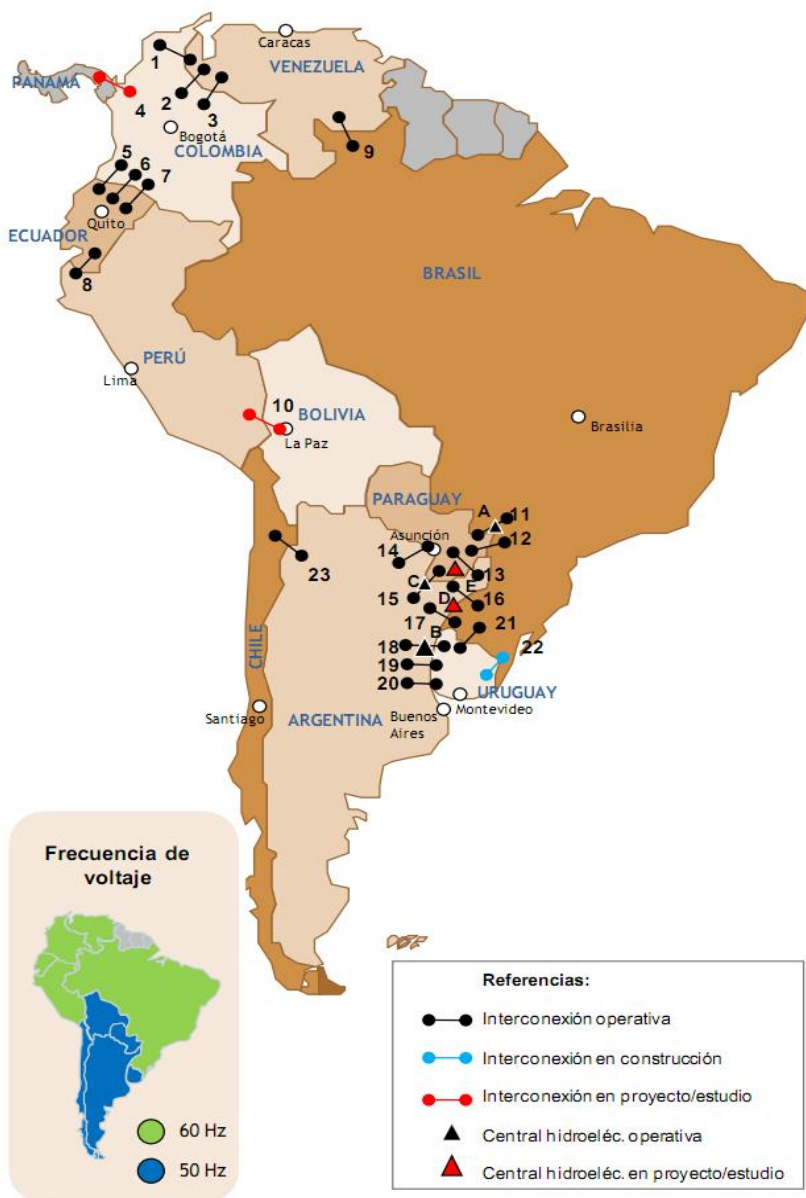 Caracas
1
VENEZUELA
PANAMÁ
4
2
3
Bogotá
COLOMBIA
9
5
6
7
Quito
ECUADOR
8
BRASIL
PERÚ
Lima
10
BOLIVIA
La Paz
Brasilia
PARAGUAY
A
11
Asunción
12
14
23
C
E
13
15
D
16
17
B
21
18
22
19
CHILE
20
URUGUAY
Santiago
ARGENTINA
Buenos
Aires
Montevideo
Frecuencia de
voltaje
60 Hz
50 Hz
Referencias:
Interconexión operativa
Interconexión en construcción
Interconexión en proyecto/estudio
Central hidroeléc. operativa
Central hidroeléc. en proyecto/estudio